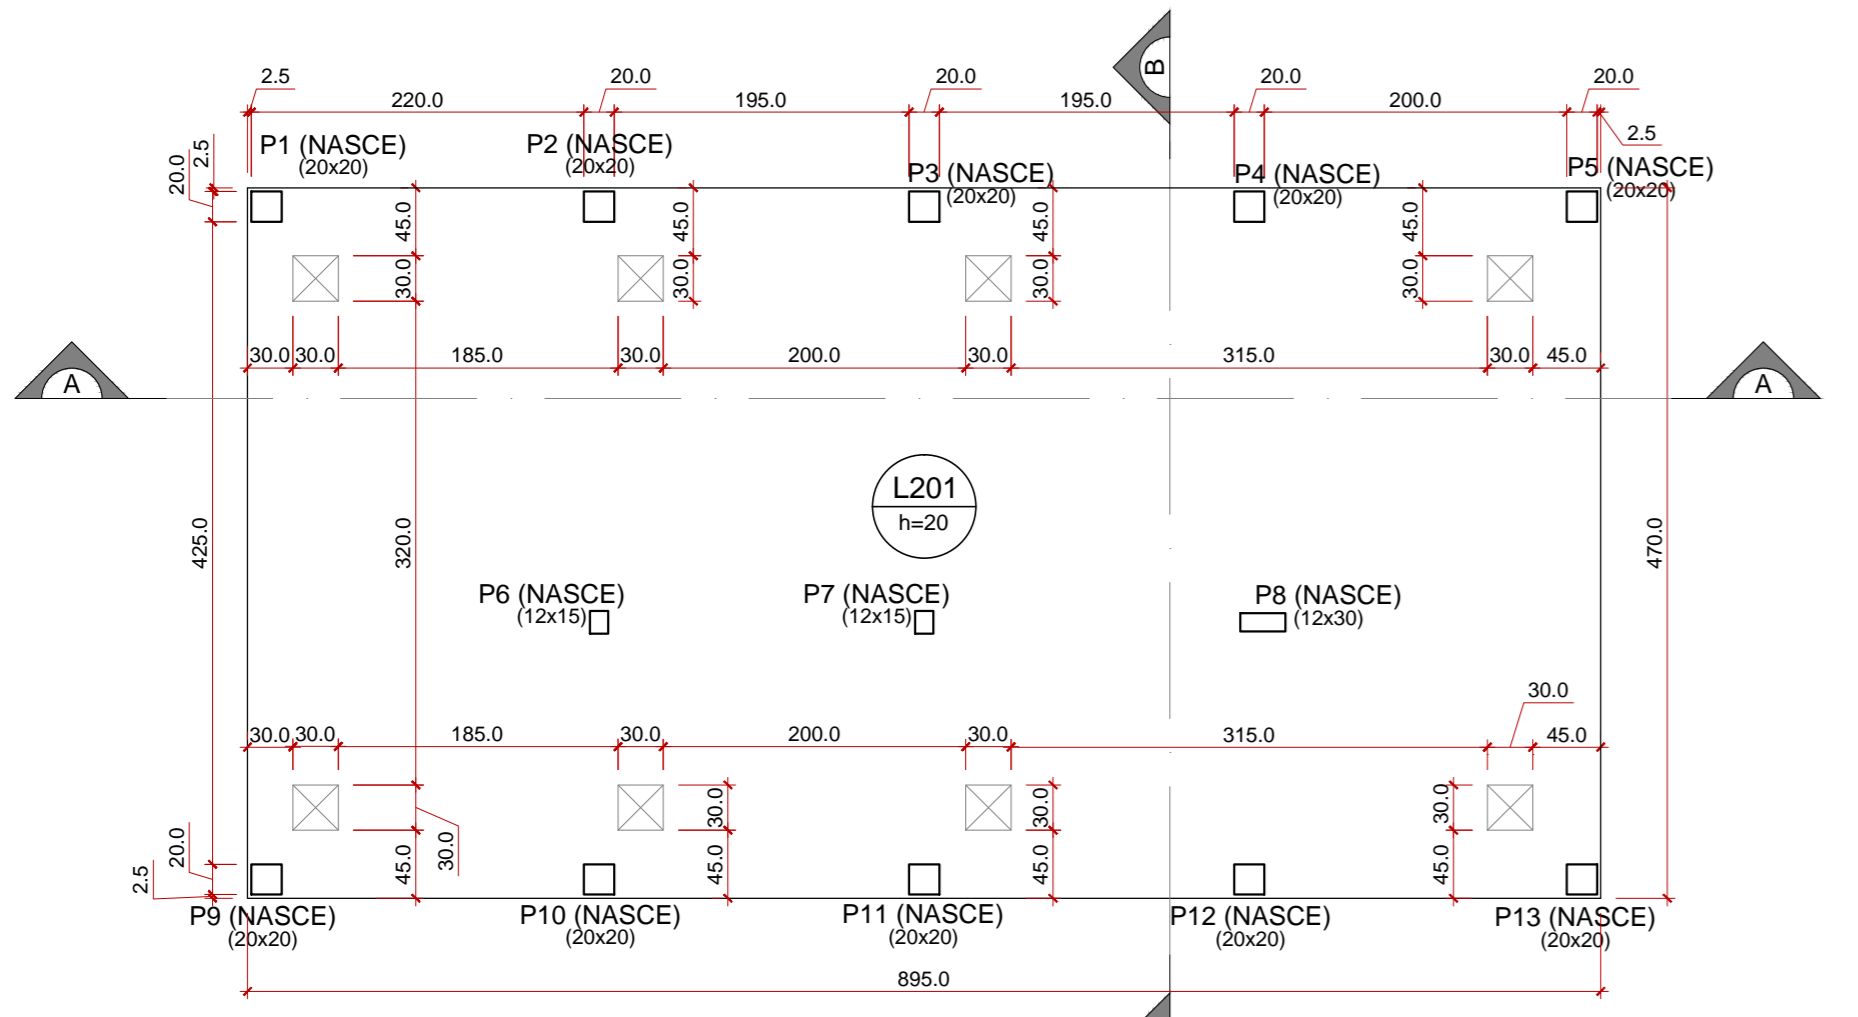 B
2.5
20.0
20.0
20.0
20.0
220.0
195.0
195.0
200.0
2.5
P1 (NASCE)
(20x20)
P2 (NASCE)
(20x20)
P3 (NASCE)
(20x20)
P4 (NASCE)
(20x20)
P5 (NASCE)
(20x20)
20.0
2.5
45.0
45.0
45.0
45.0
30.0
30.0
30.0
30.0
30.0
30.0
185.0
30.0
200.0
30.0
315.0
30.0
45.0
A
A
L201
h=20
425.0
320.0
470.0
P6 (NASCE)
(12x15)
P7 (NASCE)
(12x15)
P8 (NASCE)
(12x30)
30.0
30.0
30.0
185.0
30.0
200.0
30.0
315.0
45.0
30.0
30.0
30.0
20.0
2.5
30.0
45.0
45.0
45.0
45.0
P9 (NASCE)
(20x20)
P10 (NASCE)
(20x20)
P11 (NASCE)
(20x20)
P12 (NASCE)
(20x20)
P13 (NASCE)
(20x20)
895.0